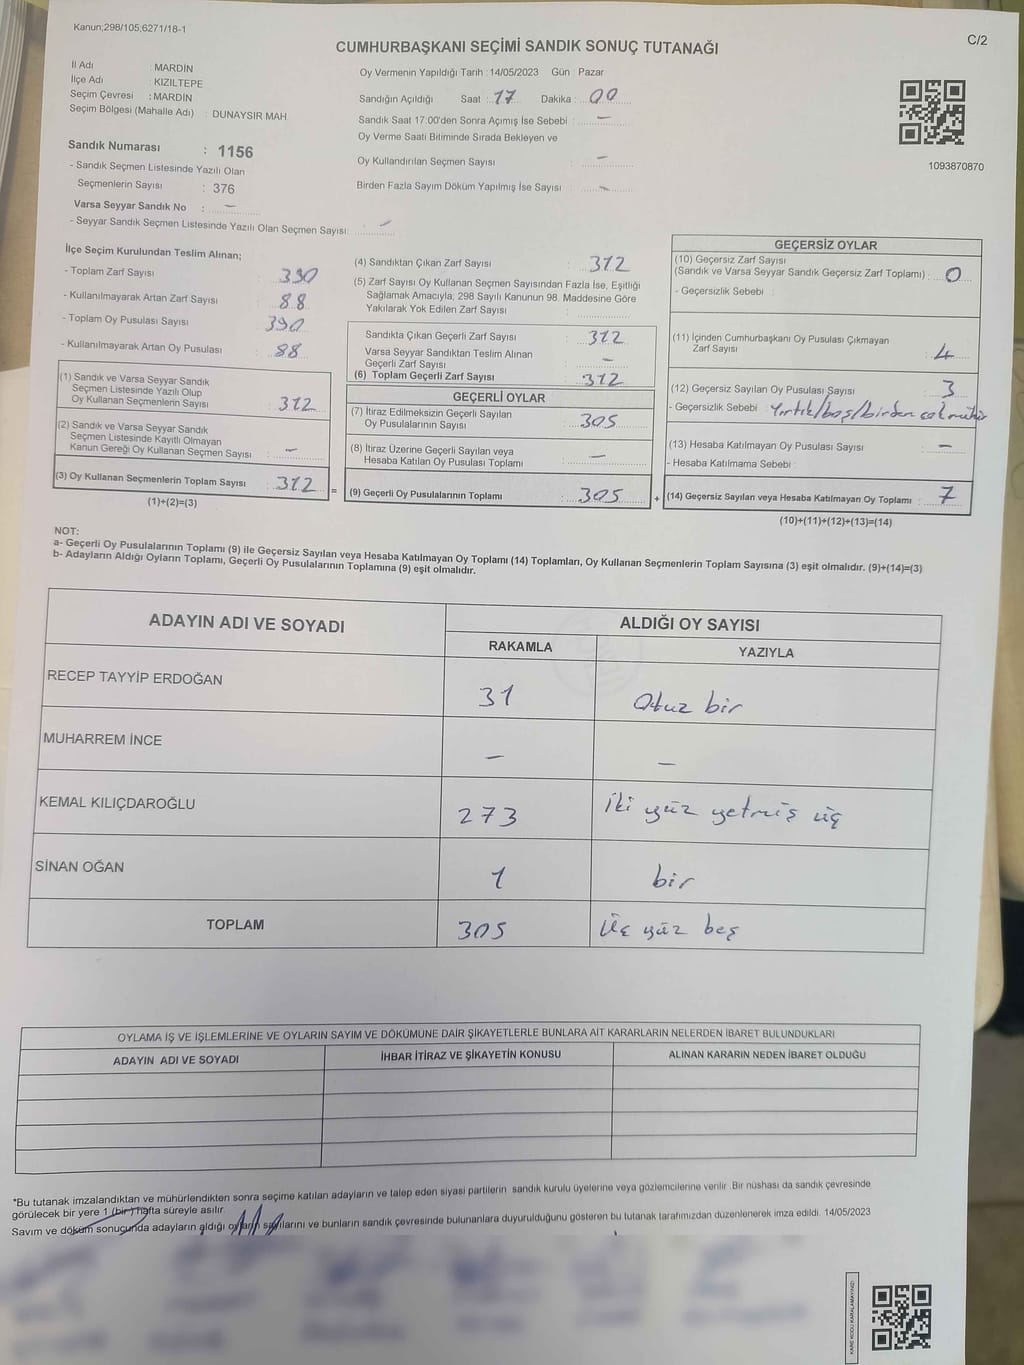 Kanun;298/105,6271/18-1
C/2
CUMHURBAŞKANI SEÇİMİ SANDIK SONUÇ TUTANAĞI
İl Adı : MARDİN
İlçe Adı : KIZILTEPE
Seçim Çevresi : MARDİN
Seçim Bölgesi (Mahalle Adı) : DUNAYSIR MAH.
Sandık Numarası : 1156
- Sandık Seçmen Listesinde Yazılı Olan
Seçmenlerin Sayısı : 376
Varsa Seyyar Sandık No : –
- Seyyar Sandık Seçmen Listesinde Yazılı Olan Seçmen Sayısı: –
Oy Vermenin Yapıldığı Tarih : 14/05/2023 Gün : Pazar
Sandığın Açıldığı Saat : 17 Dakika : 00
Sandık Saat 17.00'den Sonra Açımış İse Sebebi : –
Oy Verme Saati Bitiminde Sırada Bekleyen ve
Oy Kullandırılan Seçmen Sayısı : –
Birden Fazla Sayım Döküm Yapılmış İse Sayısı : –
1093870870
İlçe Seçim Kurulundan Teslim Alınan;
- Toplam Zarf Sayısı : 390
- Kullanılmayarak Artan Zarf Sayısı : 88
- Toplam Oy Pusulası Sayısı : 390
- Kullanılmayarak Artan Oy Pusulası : 88
(1) Sandık ve Varsa Seyyar Sandık
Seçmen Listesinde Yazılı Olup
Oy Kullanan Seçmenlerin Sayısı : 312
(2) Sandık ve Varsa Seyyar Sandık
Seçmen Listesinde Kayıtlı Olmayan
Kanun Gereği Oy Kullanan Seçmen Sayısı : –
(3) Oy Kullanan Seçmenlerin Toplam Sayısı : 312
(1)+(2)=(3)
=
(4) Sandıktan Çıkan Zarf Sayısı : 312
(5) Zarf Sayısı Oy Kullanan Seçmen Sayısından Fazla İse, Eşitliği
Sağlamak Amacıyla; 298 Sayılı Kanunun 98. Maddesine Göre
Yakılarak Yok Edilen Zarf Sayısı :
Sandıkta Çıkan Geçerli Zarf Sayısı : 312
Varsa Seyyar Sandıktan Teslim Alınan
Geçerli Zarf Sayısı : –
(6) Toplam Geçerli Zarf Sayısı : 312
GEÇERLİ OYLAR
(7) İtiraz Edilmeksizin Geçerli Sayılan
Oy Pusulalarının Sayısı : 305
(8) İtiraz Üzerine Geçerli Sayılan veya
Hesaba Katılan Oy Pusulası Toplamı : –
(9) Geçerli Oy Pusulalarının Toplamı : 305
+
GEÇERSİZ OYLAR
(10) Geçersiz Zarf Sayısı
(Sandık ve Varsa Seyyar Sandık Geçersiz Zarf Toplamı) : 0
- Geçersizlik Sebebi :
(11) İçinden Cumhurbaşkanı Oy Pusulası Çıkmayan
Zarf Sayısı : 4
(12) Geçersiz Sayılan Oy Pusulası Sayısı : 3
- Geçersizlik Sebebi : Yırtık/boş/birden çok mühür
(13) Hesaba Katılmayan Oy Pusulası Sayısı : –
- Hesaba Katılmama Sebebi :
(14) Geçersiz Sayılan veya Hesaba Katılmayan Oy Toplamı : 7
(10)+(11)+(12)+(13)=(14)
NOT:
a- Geçerli Oy Pusulalarının Toplamı (9) ile Geçersiz Sayılan veya Hesaba Katılmayan Oy Toplamı (14) Toplamları, Oy Kullanan Seçmenlerin Toplam Sayısına (3) eşit olmalıdır. (9)+(14)=(3)
b- Adayların Aldığı Oyların Toplamı, Geçerli Oy Pusulalarının Toplamına (9) eşit olmalıdır.
ADAYIN ADI VE SOYADI
ALDIĞI OY SAYISI
RAKAMLA YAZIYLA
RECEP TAYYİP ERDOĞAN 31 Otuz bir
MUHARREM İNCE – –
KEMAL KILIÇDAROĞLU 273 İki yüz yetmiş üç
SİNAN OĞAN 1 bir
TOPLAM 305 Üç yüz beş
OYLAMA İŞ VE İŞLEMLERİNE VE OYLARIN SAYIM VE DÖKÜMÜNE DAİR ŞİKAYETLERLE BUNLARA AİT KARARLARIN NELERDEN İBARET BULUNDUKLARI
ADAYIN ADI VE SOYADI İHBAR İTİRAZ VE ŞİKAYETİN KONUSU ALINAN KARARIN NEDEN İBARET OLDUĞU
*Bu tutanak imzalandıktan ve mühürlendikten sonra seçime katılan adayların ve talep eden siyasi partilerin sandık kurulu üyelerine veya gözlemcilerine verilir. Bir nüshası da sandık çevresinde
görülecek bir yere 1 (bir) hafta süreyle asılır.
Sayım ve döküm sonucunda adayların aldığı oyların sayılarını ve bunların sandık çevresinde bulunanlara duyurulduğunu gösteren bu tutanak tarafımızdan düzenlenerek imza edildi. 14/05/2023
KARE KODU KARALAMAYINIZ!